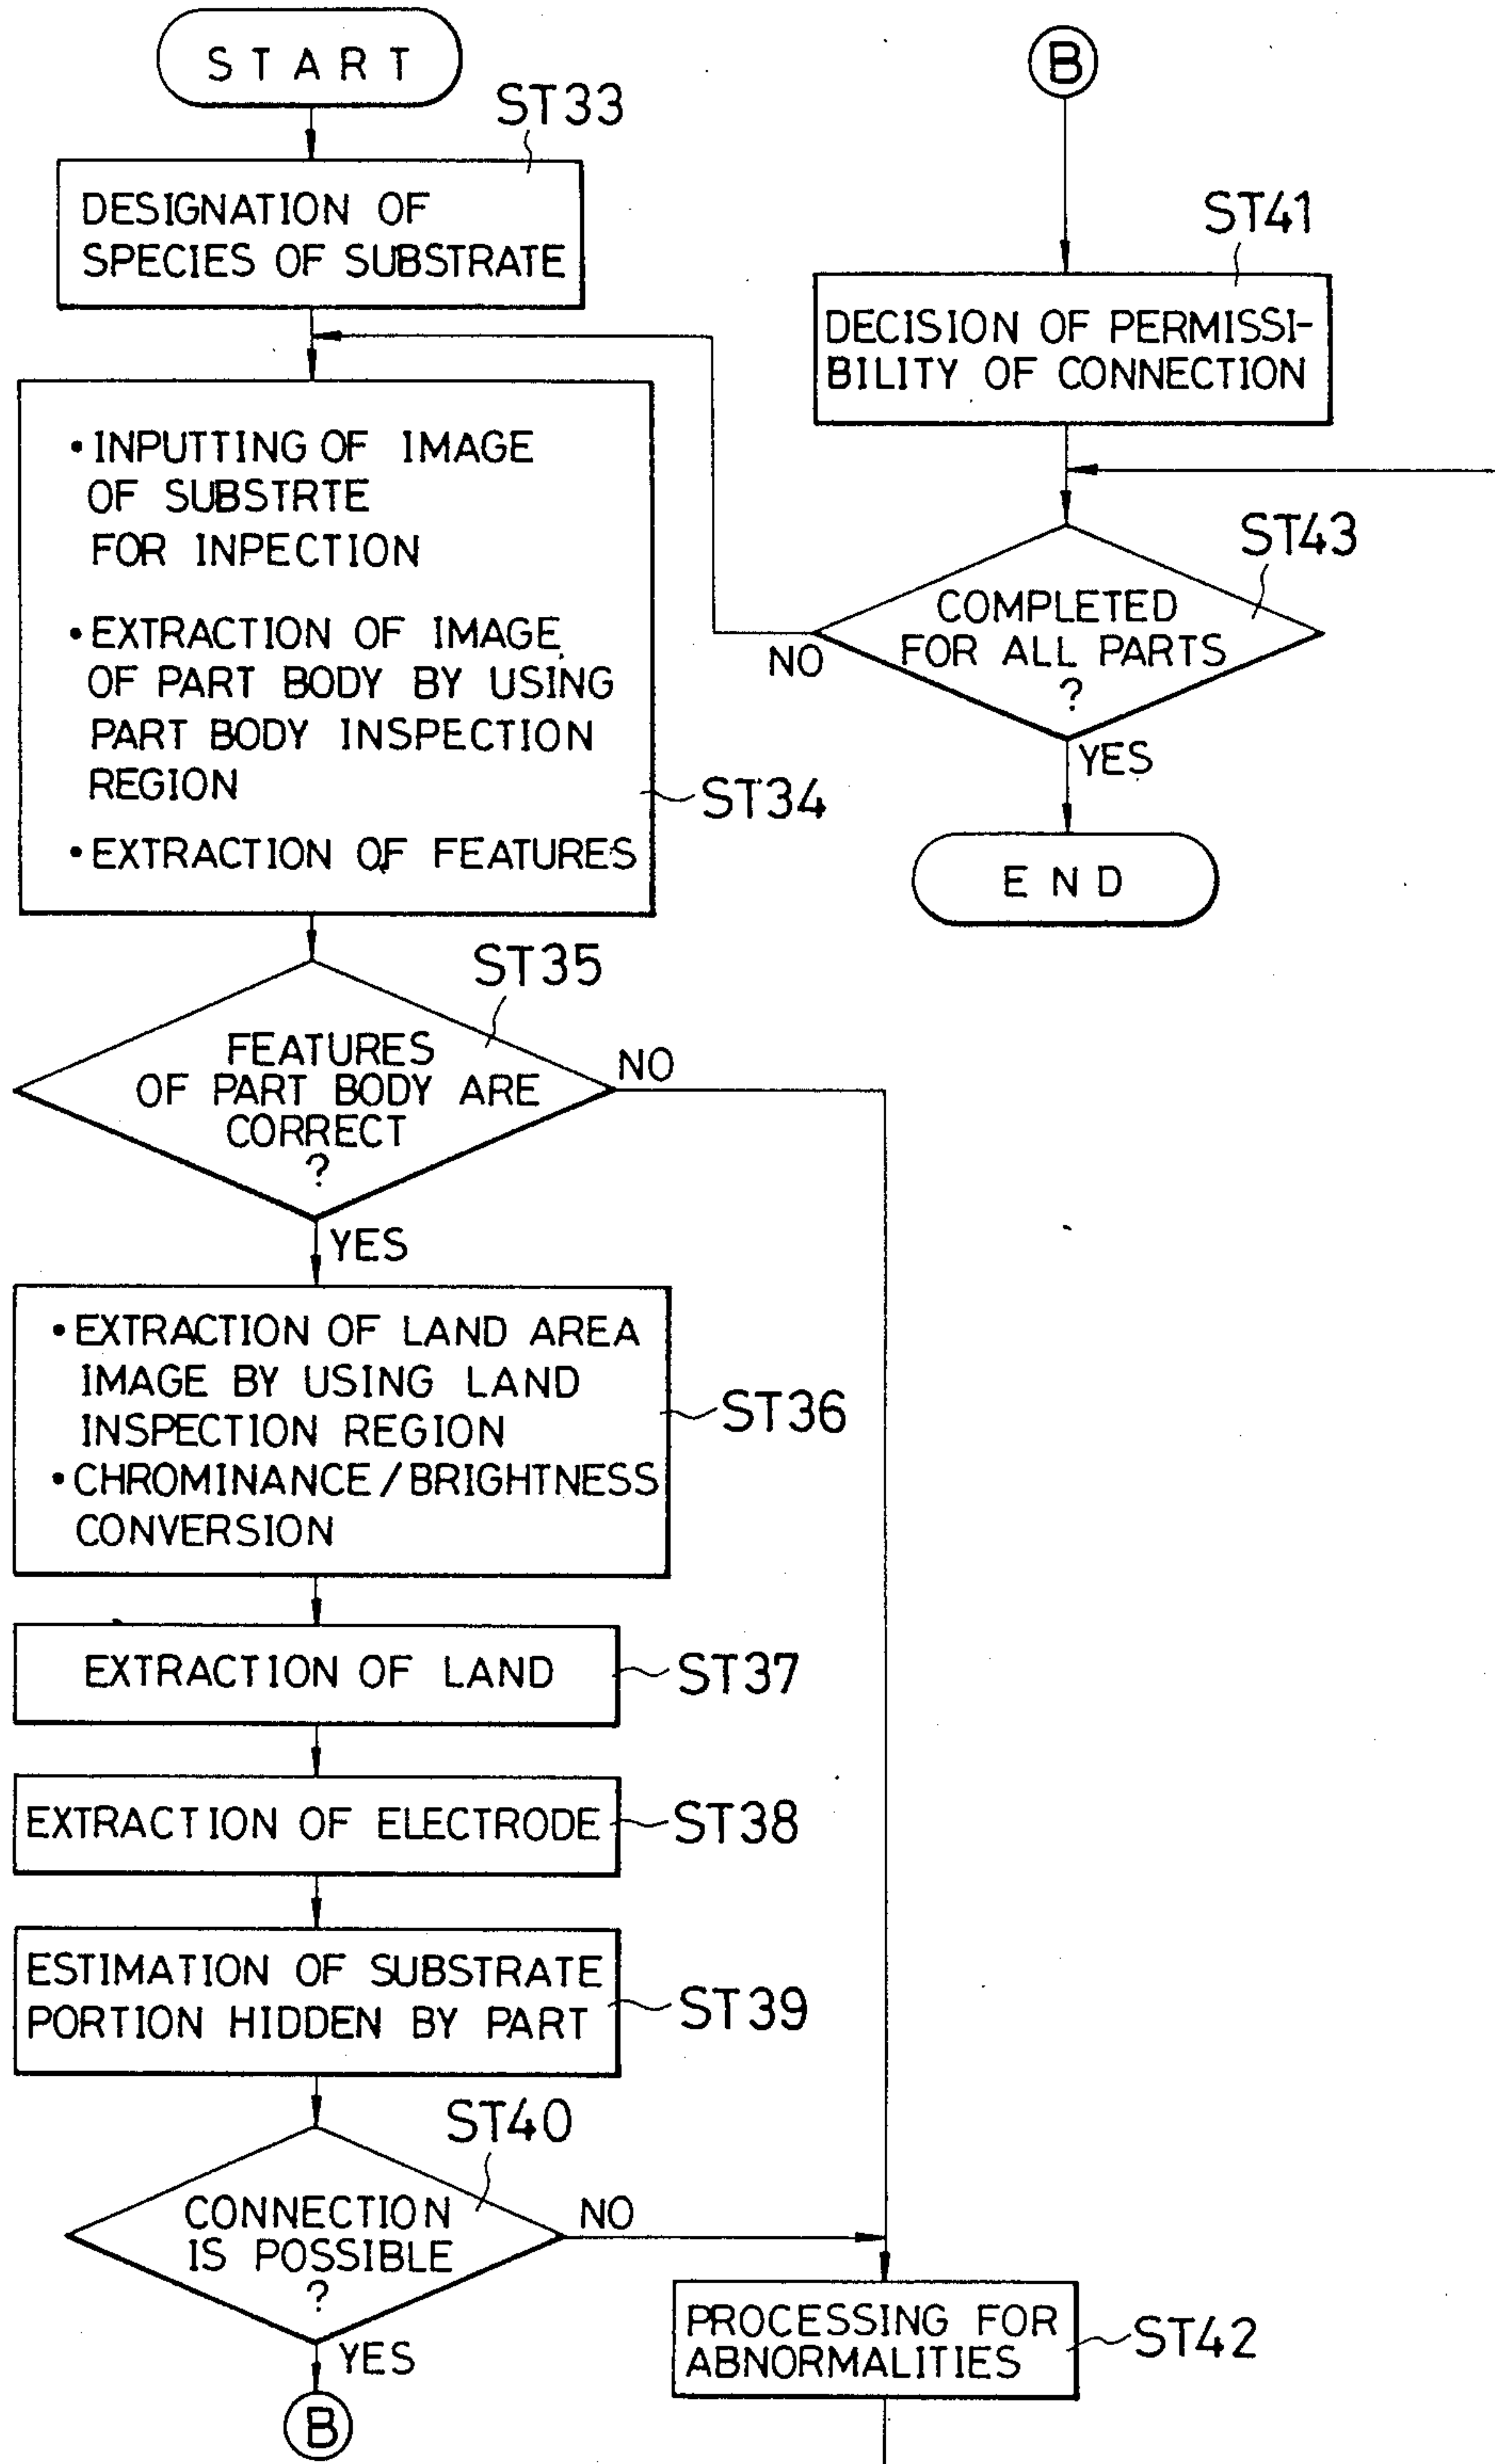 START
ST33
DESIGNATION OF
SPECIES OF SUBSTRATE
• INPUTTING OF IMAGE
OF SUBSTRTE
FOR INPECTION
• EXTRACTION OF IMAGE
OF PART BODY BY USING
PART BODY INSPECTION
REGION
• EXTRACTION OF FEATURES
ST34
ST35
FEATURES
OF PART BODY ARE
CORRECT
?
NO
YES
• EXTRACTION OF LAND AREA
IMAGE BY USING LAND
INSPECTION REGION
• CHROMINANCE/BRIGHTNESS
CONVERSION
ST36
EXTRACTION OF LAND
ST37
EXTRACTION OF ELECTRODE
ST38
ESTIMATION OF SUBSTRATE
PORTION HIDDEN BY PART
ST39
ST40
CONNECTION
IS POSSIBLE
?
NO
YES
B
PROCESSING FOR
ABNORMALITIES
ST42
B
ST41
DECISION OF PERMISSI-
BILITY OF CONNECTION
ST43
COMPLETED
FOR ALL PARTS
?
NO
YES
END